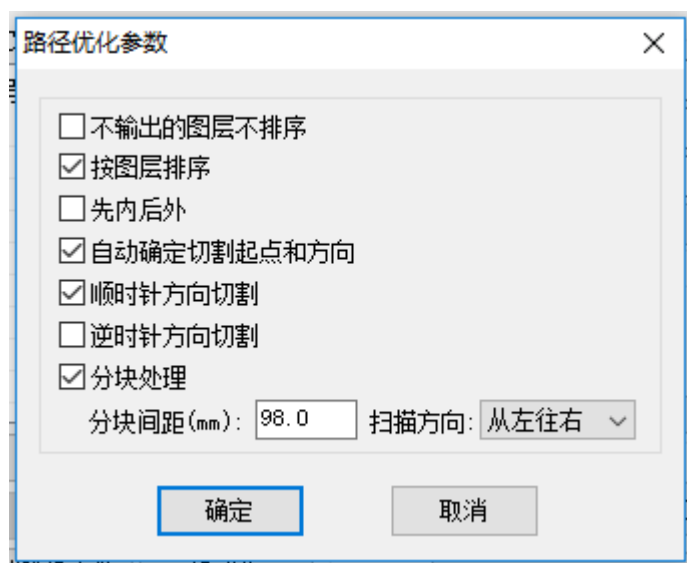 路径优化参数
不输出的图层不排序
按图层排序
先内后外
自动确定切割起点和方向
顺时针方向切割
逆时针方向切割
分块处理
分块间距(mm): 98.0 扫描方向: 从左往右
确定 取消